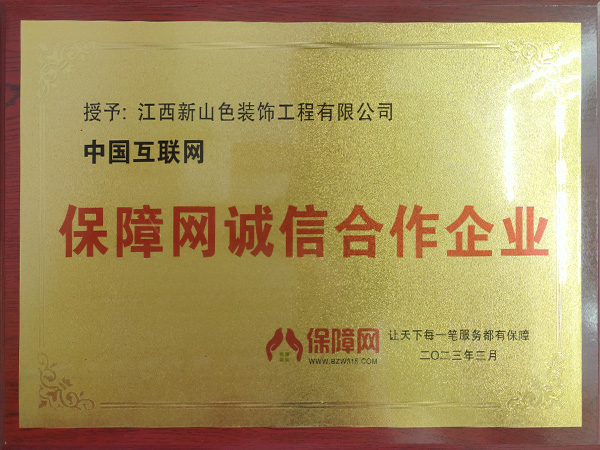 授予：江西新山色装饰工程有限公司
中国互联网
保障网诚信合作企业
保障网
WWW.BZW315.COM
让天下每一笔服务都有保障
二〇二三年三月